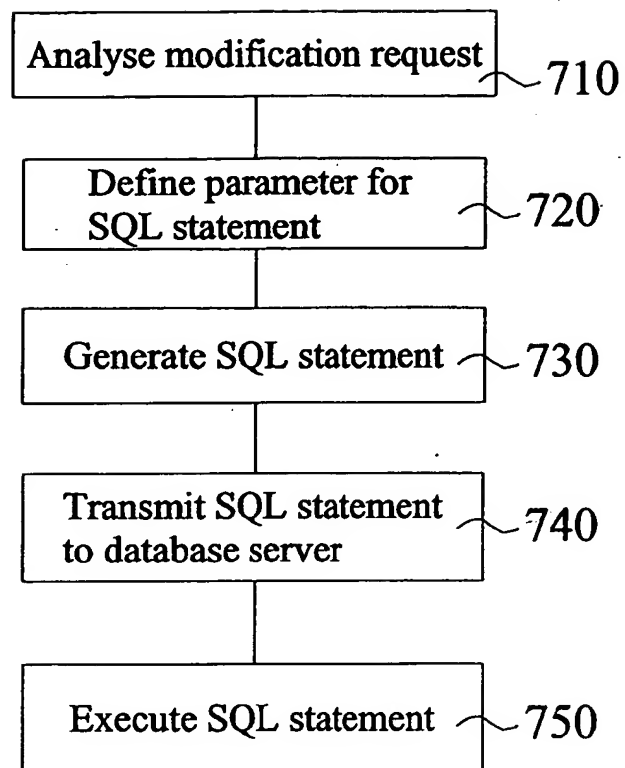 Analyse modification request 710
Define parameter for
SQL statement
720
Generate SQL statement 730
Transmit SQL statement
to database server
740
Execute SQL statement 750